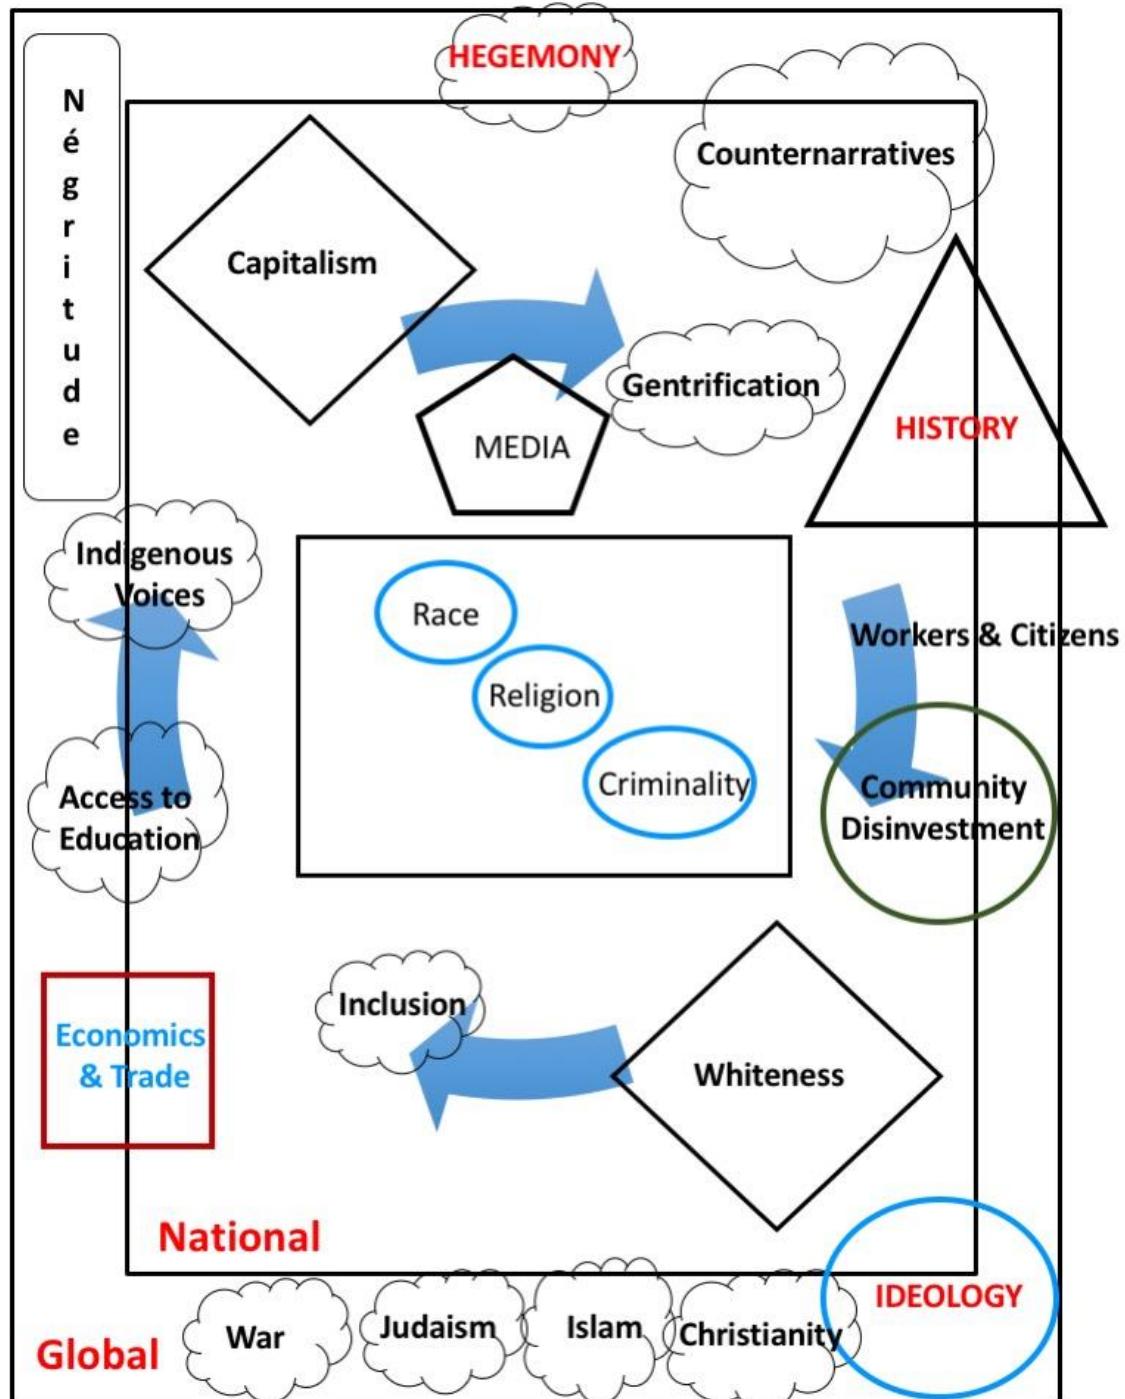 HEGEMONY
Négritude
Counternarratives
Capitalism
Gentrification
MEDIA
HISTORY
Indigenous
Voices
Race
Workers & Citizens
Religion
Criminality
Access to
Education
Community
Disinvestment
Inclusion
Economics
& Trade
Whiteness
National
IDEOLOGY
Global
War
Judaism
Islam
Christianity